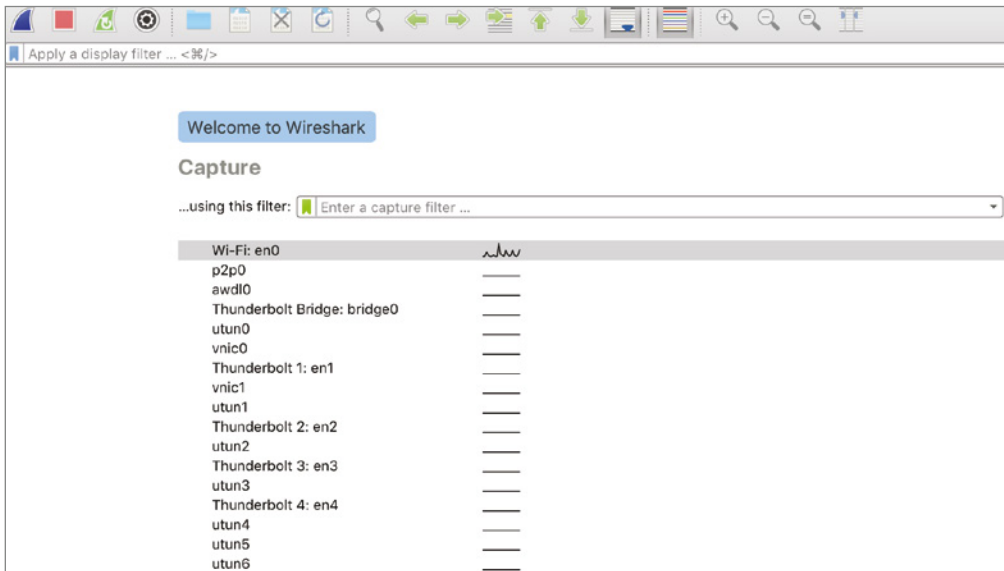 Apply a display filter ... <⌘/>
Welcome to Wireshark
Capture
...using this filter: Enter a capture filter ...
Wi-Fi: en0
p2p0
awdl0
Thunderbolt Bridge: bridge0
utun0
vnic0
Thunderbolt 1: en1
vnic1
utun1
Thunderbolt 2: en2
utun2
Thunderbolt 3: en3
utun3
Thunderbolt 4: en4
utun4
utun5
utun6